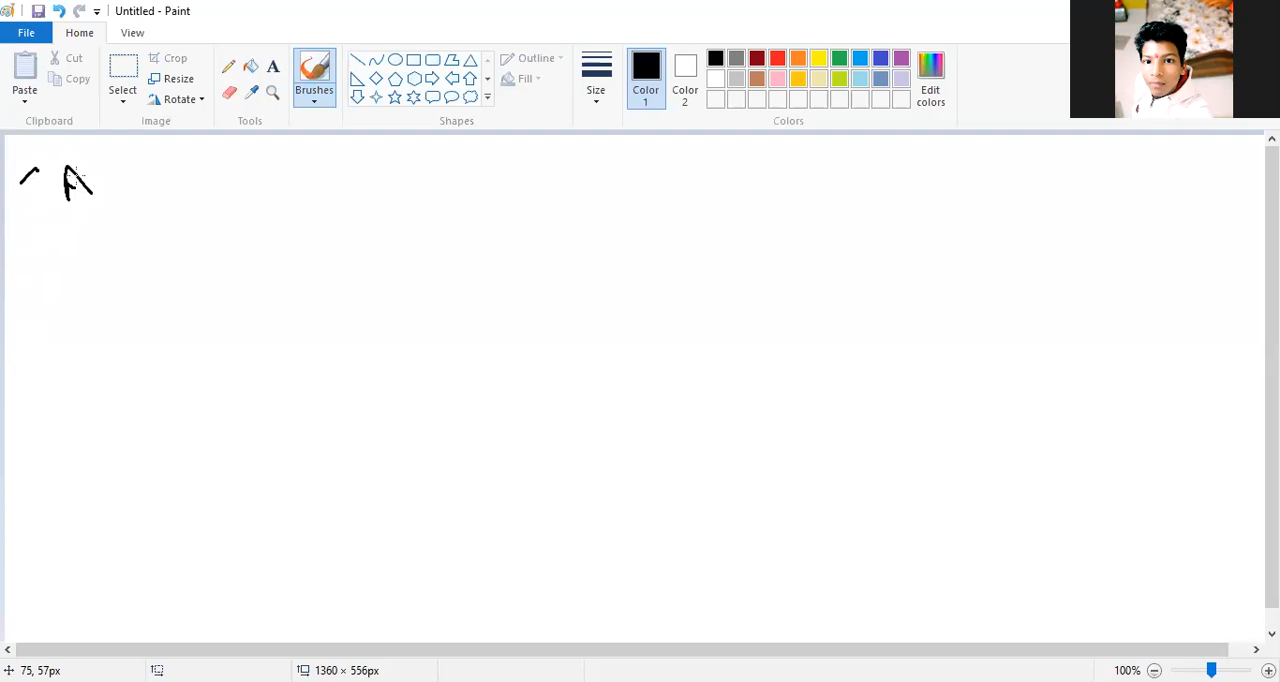 Untitled - Paint
File Home View
Paste Cut Copy Select Crop Resize Rotate A Brushes Outline Fill Size Color 1 Color 2 Edit colors
Clipboard Image Tools Shapes Colors
A
75, 57px 1360 × 556px 100%